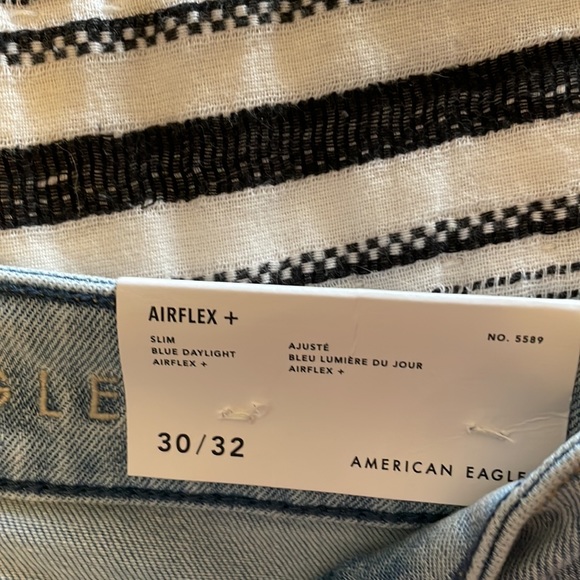 AIRFLEX +
SLIM
BLUE DAYLIGHT
AIRFLEX +
AJUSTÉ
BLEU LUMIÈRE DU JOUR
AIRFLEX +
NO. 5589
GLE
30/32
AMERICAN EAGLE